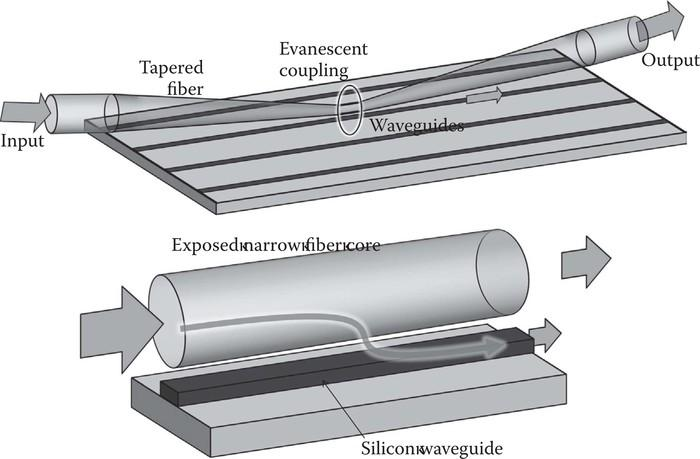 Evanescent
coupling
Tapered
fiber
Output
Input
Waveguides
Exposed narrow fiber core
Silicon waveguide